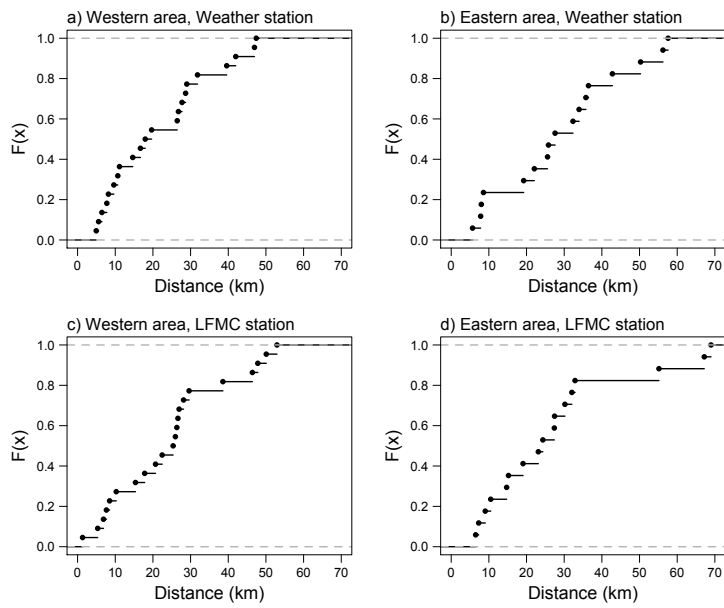 a) Western area, Weather station
1.0
0.8
0.6
0.4
0.2
0.0
F(x)
0 10 20 30 40 50 60 70
Distance (km)
b) Eastern area, Weather station
1.0
0.8
0.6
0.4
0.2
0.0
F(x)
0 10 20 30 40 50 60 70
Distance (km)
c) Western area, LFMC station
1.0
0.8
0.6
0.4
0.2
0.0
F(x)
0 10 20 30 40 50 60 70
Distance (km)
d) Eastern area, LFMC station
1.0
0.8
0.6
0.4
0.2
0.0
F(x)
0 10 20 30 40 50 60 70
Distance (km)